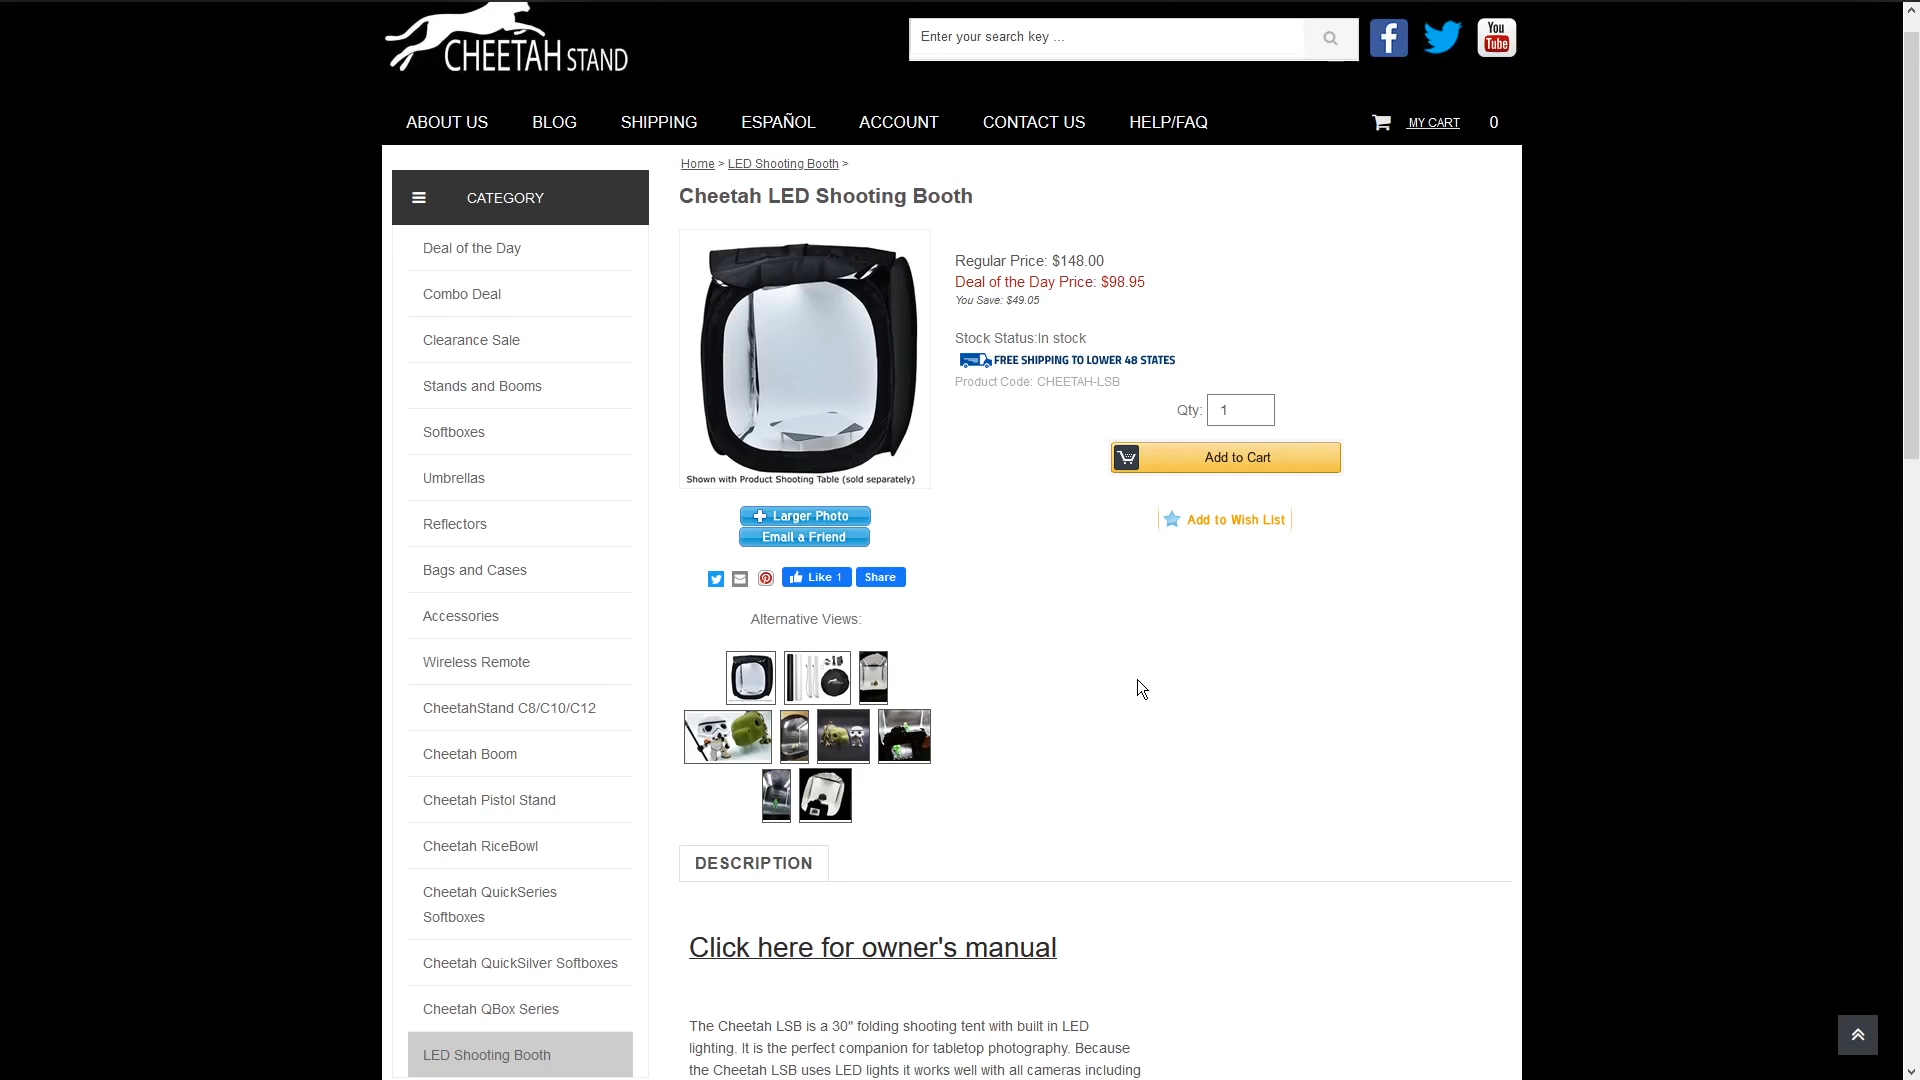 CHEETAH STAND
Enter your search key ...
You
Tube
ABOUT US
BLOG
SHIPPING
ESPAÑOL
ACCOUNT
CONTACT US
HELP/FAQ
MY CART
0
CATEGORY
Deal of the Day
Combo Deal
Clearance Sale
Stands and Booms
Softboxes
Umbrellas
Reflectors
Bags and Cases
Accessories
Wireless Remote
CheetahStand C8/C10/C12
Cheetah Boom
Cheetah Pistol Stand
Cheetah RiceBowl
Cheetah QuickSeries
Softboxes
Cheetah QuickSilver Softboxes
Cheetah QBox Series
LED Shooting Booth
Home > LED Shooting Booth >
Cheetah LED Shooting Booth
Shown with Product Shooting Table (sold separately)
Larger Photo
Email a Friend
Like 1
Share
Alternative Views:
Regular Price: $148.00
Deal of the Day Price: $98.95
You Save: $49.05
Stock Status:In stock
FREE SHIPPING TO LOWER 48 STATES
Product Code: CHEETAH-LSB
Qty: 1
Add to Cart
Add to Wish List
DESCRIPTION
Click here for owner's manual
The Cheetah LSB is a 30" folding shooting tent with built in LED
lighting. It is the perfect companion for tabletop photography. Because
the Cheetah LSB uses LED lights it works well with all cameras including